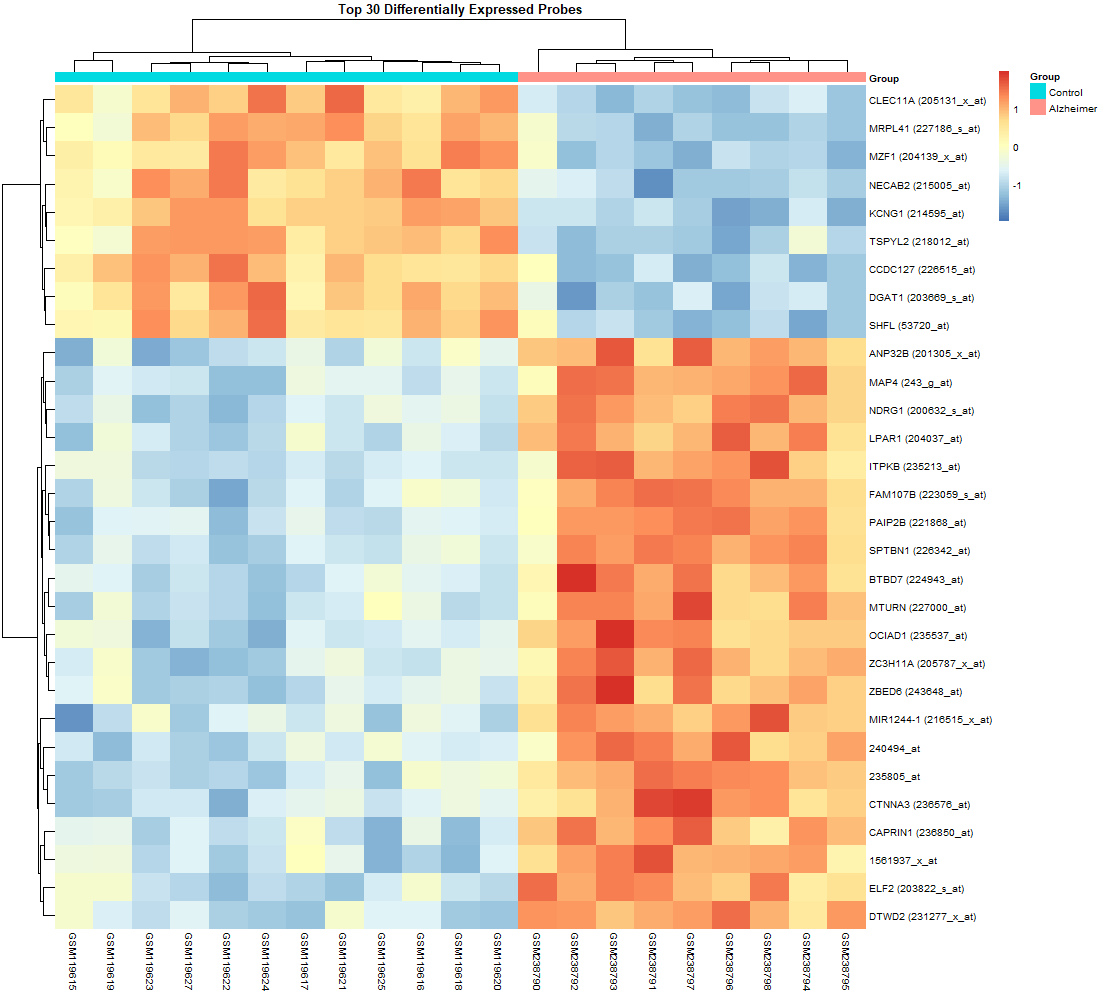 Top 30 Differentially Expressed Probes
Group
Group
Control
Alzheimer
1
0
-1
CLEC11A (205131_x_at)
MRPL41 (227186_s_at)
MZF1 (204139_x_at)
NECAB2 (215005_at)
KCNG1 (214595_at)
TSPYL2 (218012_at)
CCDC127 (226515_at)
DGAT1 (203669_s_at)
SHFL (53720_at)
ANP32B (201305_x_at)
MAP4 (243_g_at)
NDRG1 (200632_s_at)
LPAR1 (204037_at)
ITPKB (235213_at)
FAM107B (223059_s_at)
PAIP2B (221868_at)
SPTBN1 (226342_at)
BTBD7 (224943_at)
MTURN (227000_at)
OCIAD1 (235537_at)
ZC3H11A (205787_x_at)
ZBED6 (243648_at)
MIR1244-1 (216515_x_at)
240494_at
235805_at
CTNNA3 (236576_at)
CAPRIN1 (236850_at)
1561937_x_at
ELF2 (203822_s_at)
DTWD2 (231277_x_at)
GSM119615
GSM119619
GSM119623
GSM119627
GSM119622
GSM119624
GSM119617
GSM119621
GSM119625
GSM119616
GSM119618
GSM119620
GSM238790
GSM238792
GSM238793
GSM238791
GSM238797
GSM238796
GSM238798
GSM238794
GSM238795